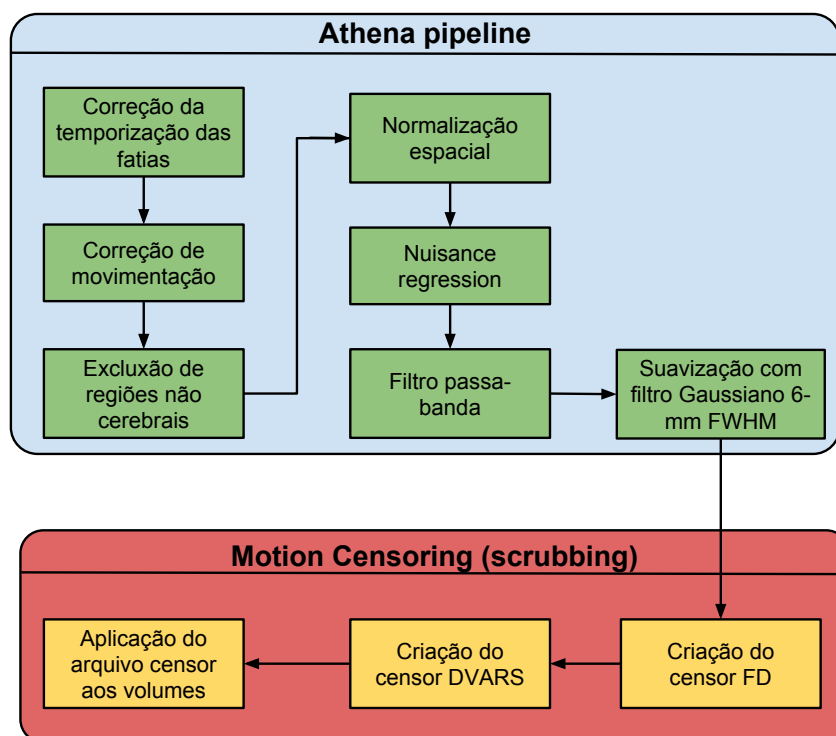 Athena pipeline
Correção da
temporização das
fatias
Correção de
movimentação
Excluxão de
regiões não
cerebrais
Normalização
espacial
Nuisance
regression
Filtro passa-
banda
Suavização com
filtro Gaussiano 6-
mm FWHM
Motion Censoring (scrubbing)
Criação do
censor FD
Criação do
censor DVARS
Aplicação do
arquivo censor
aos volumes